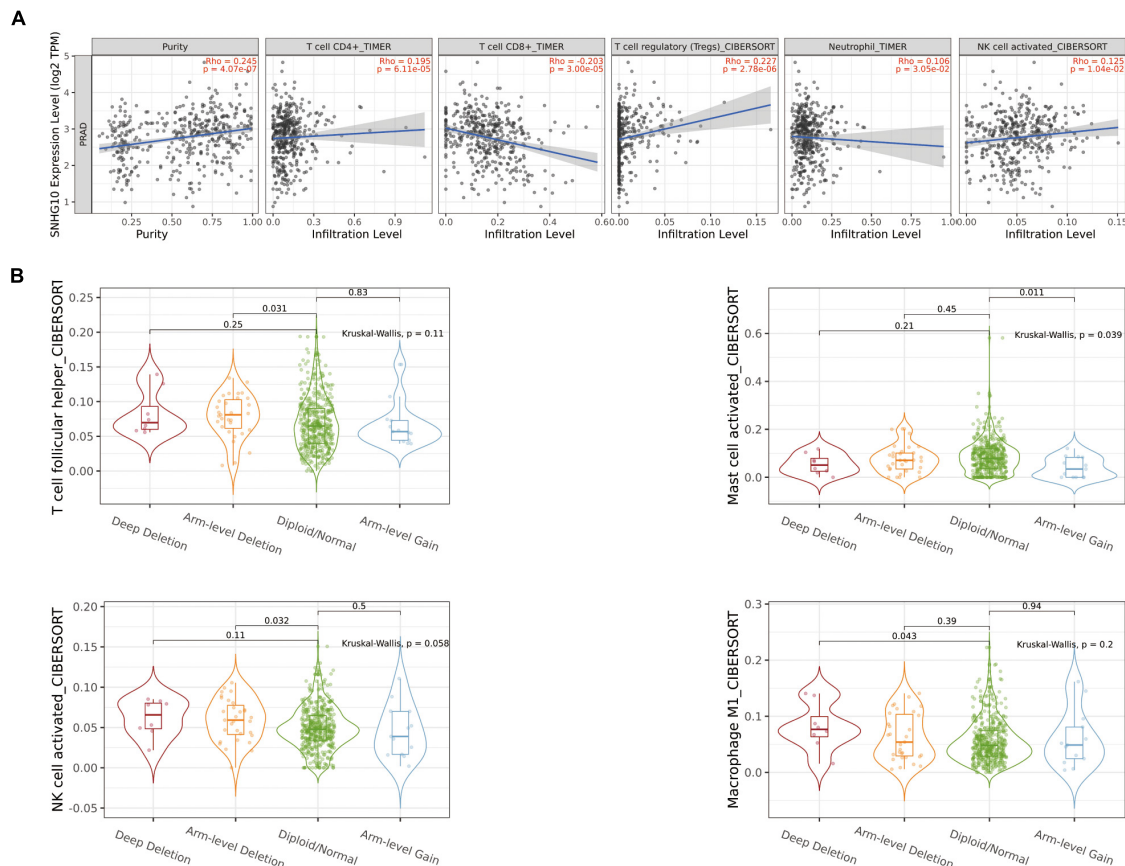 A
Purity
T cell CD4+_TIMER
T cell CD8+_TIMER
T cell regulatory (Tregs)_CIBERSORT
Neutrophil_TIMER
NK cell activated_CIBERSORT
SNHG10 Expression Level (log2 TPM)
PRAD
5
4
3
2
1
Rho = 0.245
p = 4.07e-07
Rho = 0.195
p = 6.11e-05
Rho = -0.203
p = 3.00e-05
Rho = 0.227
p = 2.78e-06
Rho = 0.106
p = 3.05e-02
Rho = 0.125
p = 1.04e-02
0.25 0.50 0.75 1.00
0.0 0.3 0.6 0.9
0.0 0.2 0.4 0.6
0.00 0.05 0.10 0.15
0.00 0.25 0.50 0.75 1.00
0.00 0.05 0.10 0.15
Purity
Infiltration Level
Infiltration Level
Infiltration Level
Infiltration Level
Infiltration Level
B
T cell follicular helper_CIBERSORT
0.25
0.20
0.15
0.10
0.05
0.00
0.83
0.031
0.25
Kruskal-Wallis, p = 0.11
Deep Deletion
Arm-level Deletion
Diploid/Normal
Arm-level Gain
Mast cell activated_CIBERSORT
0.6
0.4
0.2
0.0
0.011
0.45
0.21
Kruskal-Wallis, p = 0.039
Deep Deletion
Arm-level Deletion
Diploid/Normal
Arm-level Gain
NK cell activated_CIBERSORT
0.20
0.15
0.10
0.05
0.00
-0.05
0.5
0.032
0.11
Kruskal-Wallis, p = 0.058
Deep Deletion
Arm-level Deletion
Diploid/Normal
Arm-level Gain
Macrophage M1_CIBERSORT
0.3
0.2
0.1
0.0
0.94
0.39
0.043
Kruskal-Wallis, p = 0.2
Deep Deletion
Arm-level Deletion
Diploid/Normal
Arm-level Gain